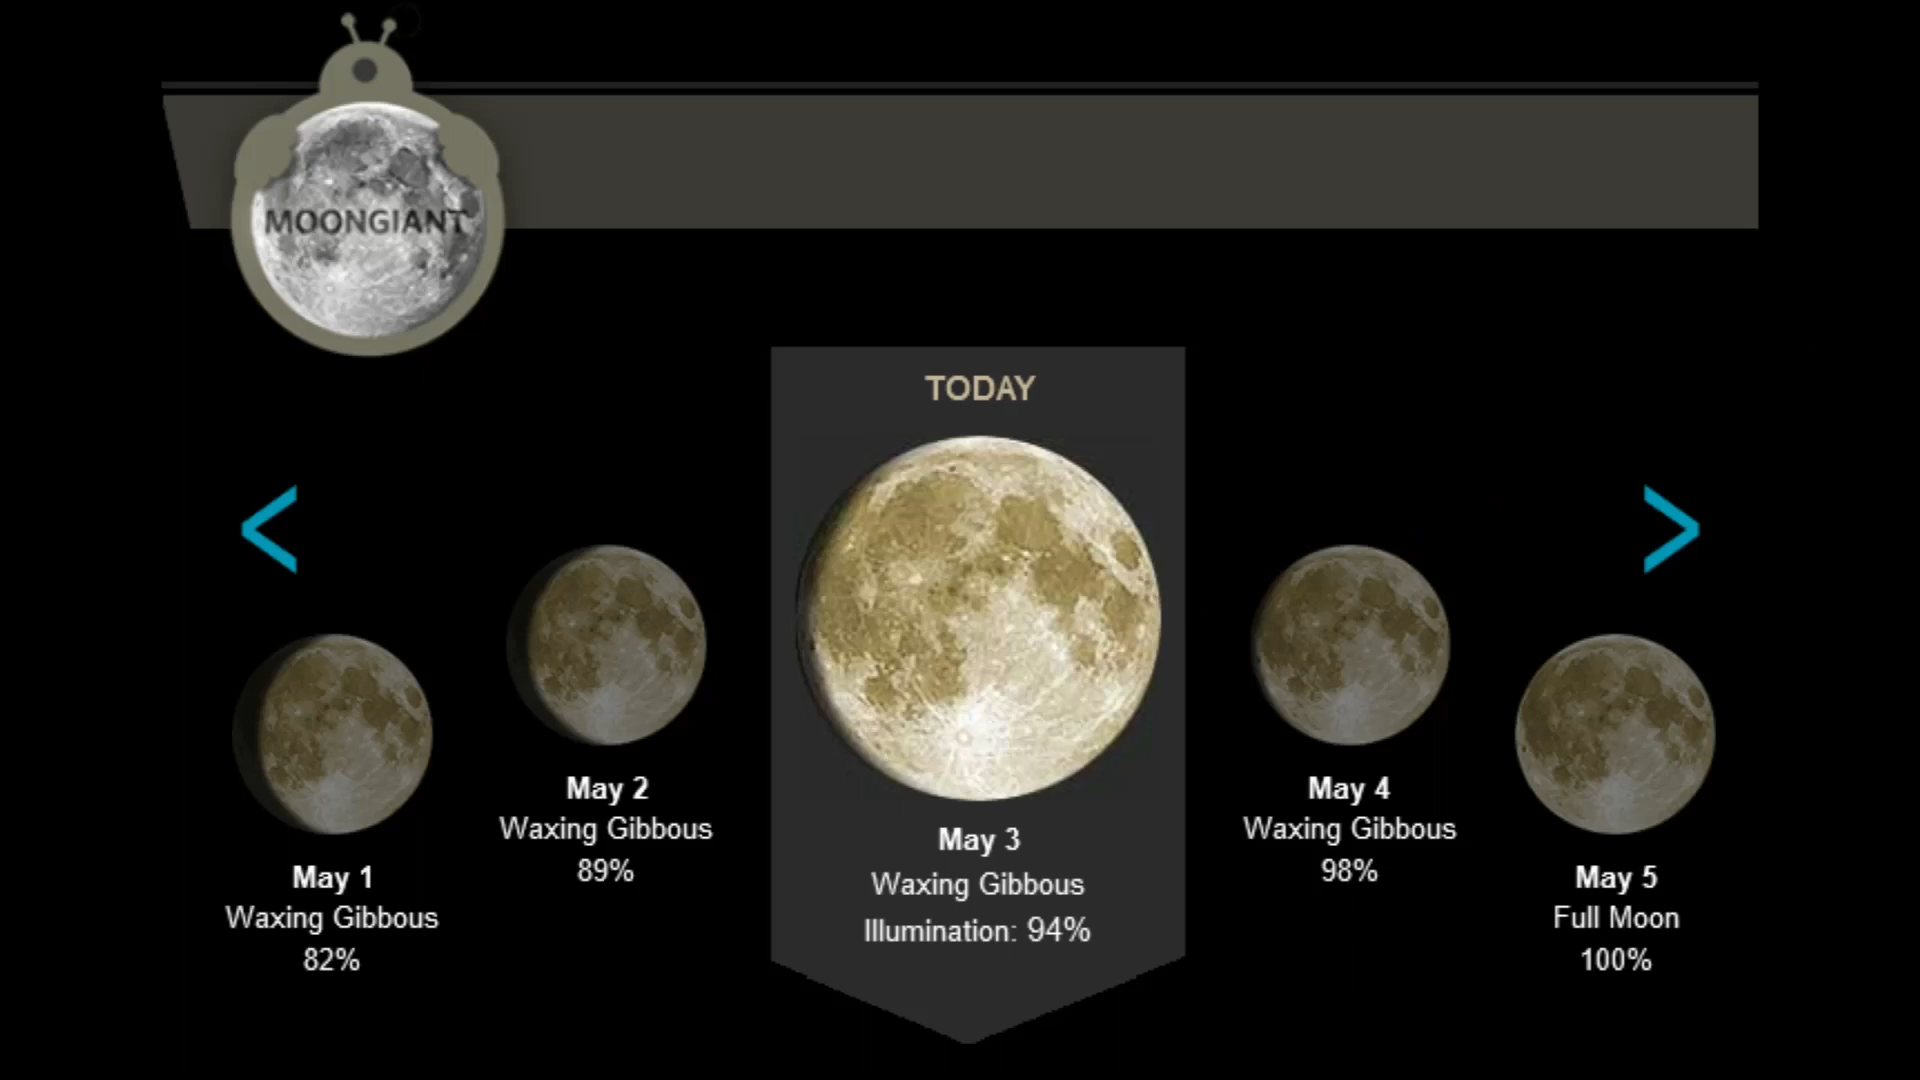 MOONGIANT
TODAY
May 1
Waxing Gibbous
82%
May 2
Waxing Gibbous
89%
May 3
Waxing Gibbous
Illumination: 94%
May 4
Waxing Gibbous
98%
May 5
Full Moon
100%